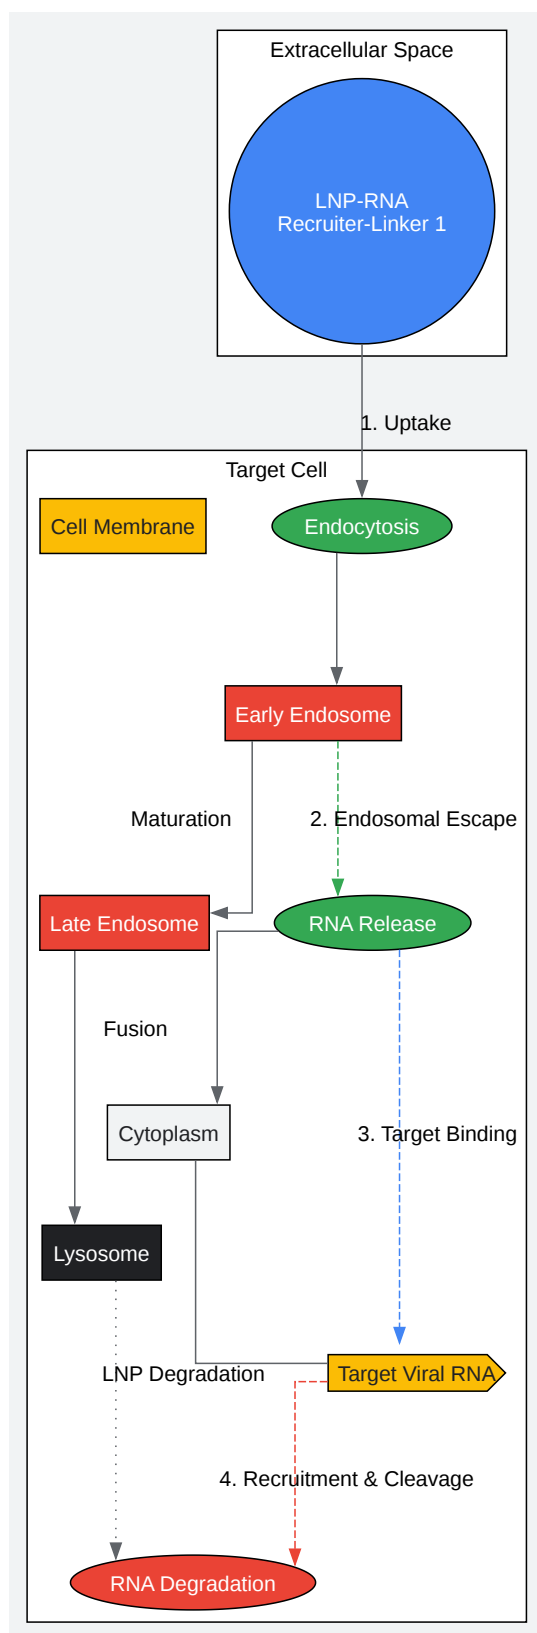 Extracellular Space
LNP-RNA
Recruiter-Linker 1
1. Uptake
Target Cell
Cell Membrane
Endocytosis
Early Endosome
Maturation
2. Endosomal Escape
Late Endosome
RNA Release
Fusion
Cytoplasm
3. Target Binding
Lysosome
LNP Degradation
Target Viral RNA
4. Recruitment & Cleavage
RNA Degradation